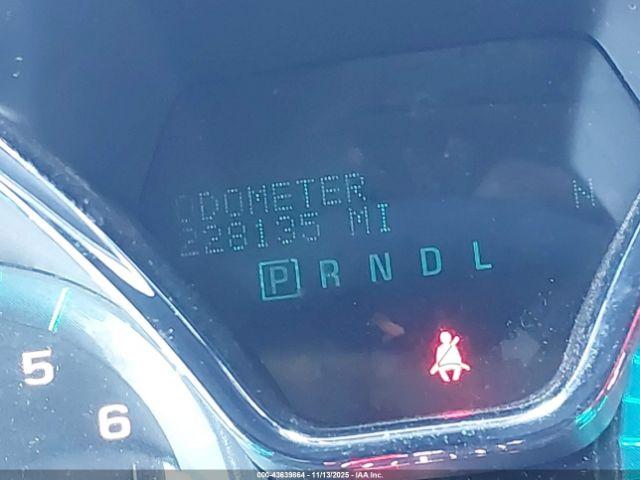 ODOMETER N
228135 MI
P R N D L
5
6
000-43639864 - 11/13/2025 - IAA Inc.